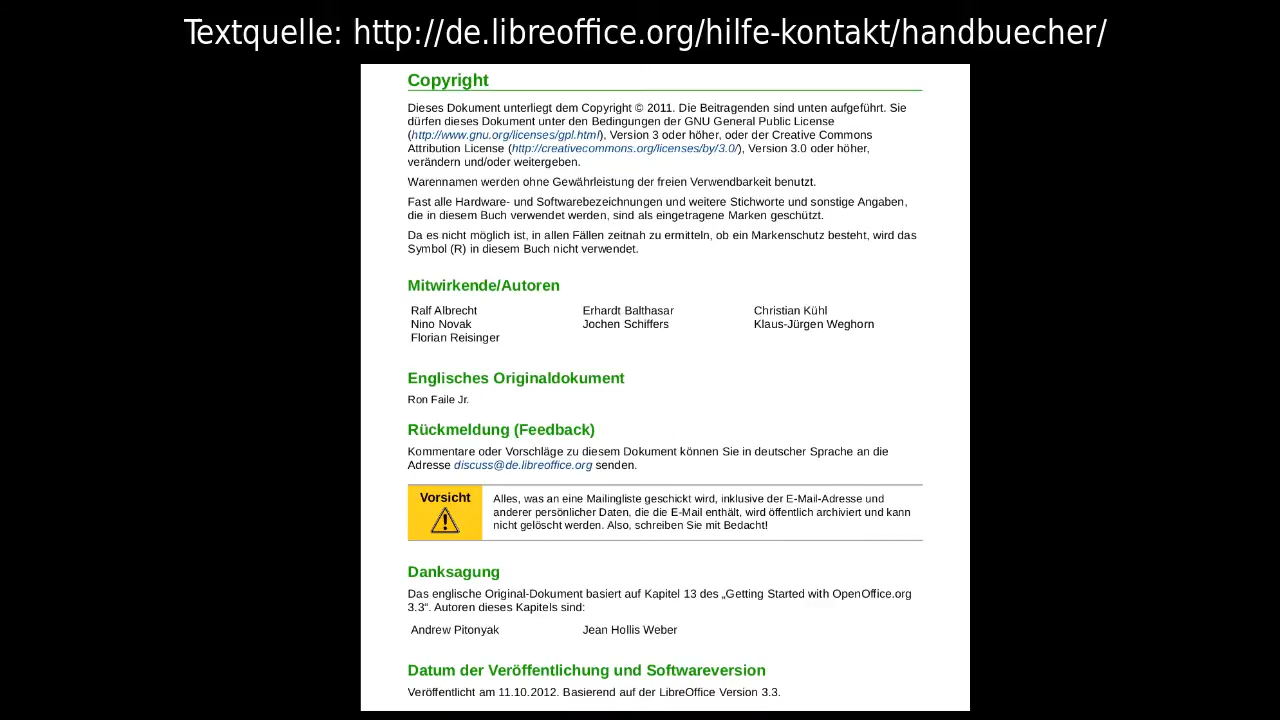 Textquelle: http://de.libreoffice.org/hilfe-kontakt/handbuecher/
Copyright
Dieses Dokument unterliegt dem Copyright © 2011. Die Beitragenden sind unten aufgeführt. Sie
dürfen dieses Dokument unter den Bedingungen der GNU General Public License
(http://www.gnu.org/licenses/gpl.html), Version 3 oder höher, oder der Creative Commons
Attribution License (http://creativecommons.org/licenses/by/3.0/), Version 3.0 oder höher,
verändern und/oder weitergeben.
Warennamen werden ohne Gewährleistung der freien Verwendbarkeit benutzt.
Fast alle Hardware- und Softwarebezeichnungen und weitere Stichworte und sonstige Angaben,
die in diesem Buch verwendet werden, sind als eingetragene Marken geschützt.
Da es nicht möglich ist, in allen Fällen zeitnah zu ermitteln, ob ein Markenschutz besteht, wird das
Symbol (R) in diesem Buch nicht verwendet.
Mitwirkende/Autoren
Ralf Albrecht Erhardt Balthasar Christian Kühl
Nino Novak Jochen Schiffers Klaus-Jürgen Weghorn
Florian Reisinger
Englisches Originaldokument
Ron Faile Jr.
Rückmeldung (Feedback)
Kommentare oder Vorschläge zu diesem Dokument können Sie in deutscher Sprache an die
Adresse discuss@de.libreoffice.org senden.
Vorsicht
Alles, was an eine Mailingliste geschickt wird, inklusive der E-Mail-Adresse und
anderer persönlicher Daten, die die E-Mail enthält, wird öffentlich archiviert und kann
nicht gelöscht werden. Also, schreiben Sie mit Bedacht!
Danksagung
Das englische Original-Dokument basiert auf Kapitel 13 des „Getting Started with OpenOffice.org
3.3“. Autoren dieses Kapitels sind:
Andrew Pitonyak Jean Hollis Weber
Datum der Veröffentlichung und Softwareversion
Veröffentlicht am 11.10.2012. Basierend auf der LibreOffice Version 3.3.